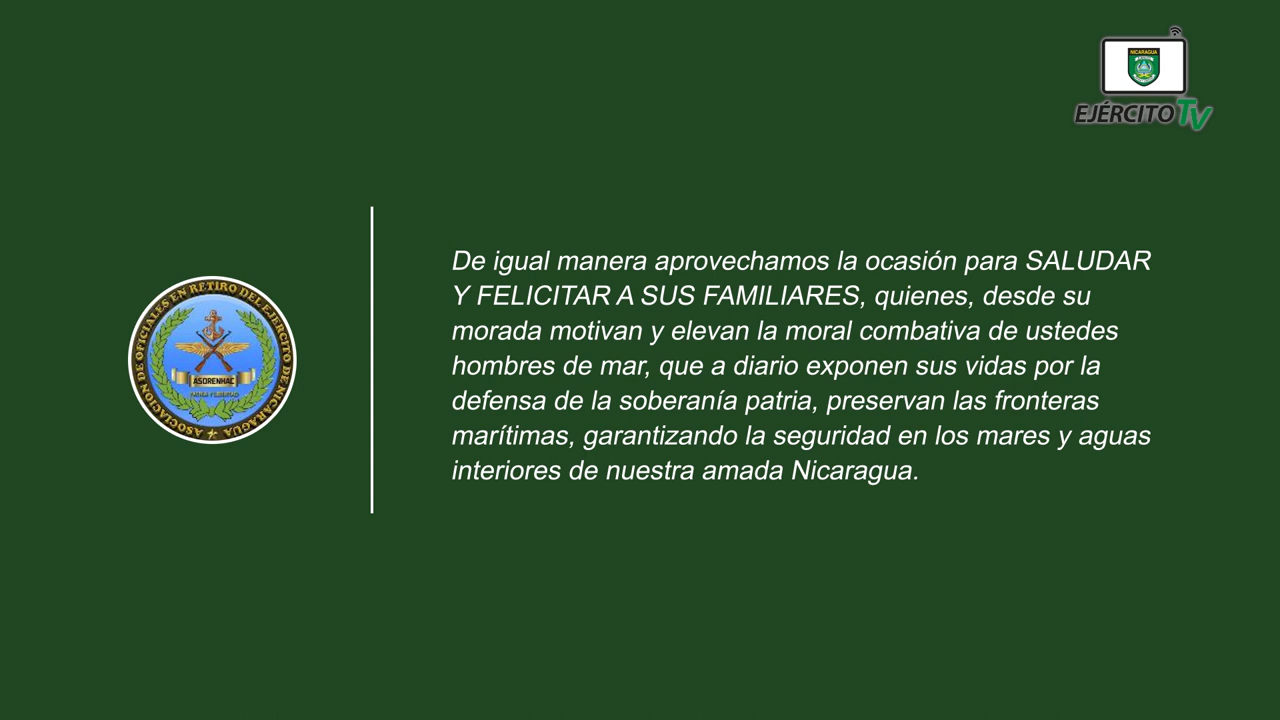 NICARAGUA
EJÉRCITO TV
De igual manera aprovechamos la ocasión para SALUDAR
Y FELICITAR A SUS FAMILIARES, quienes, desde su
morada motivan y elevan la moral combativa de ustedes
hombres de mar, que a diario exponen sus vidas por la
defensa de la soberanía patria, preservan las fronteras
marítimas, garantizando la seguridad en los mares y aguas
interiores de nuestra amada Nicaragua.
ASOCIACION DE OFICIALES EN RETIRO DEL EJERCITO DE NICARAGUA
ASORENHAC
PATRIA Y LIBERTAD